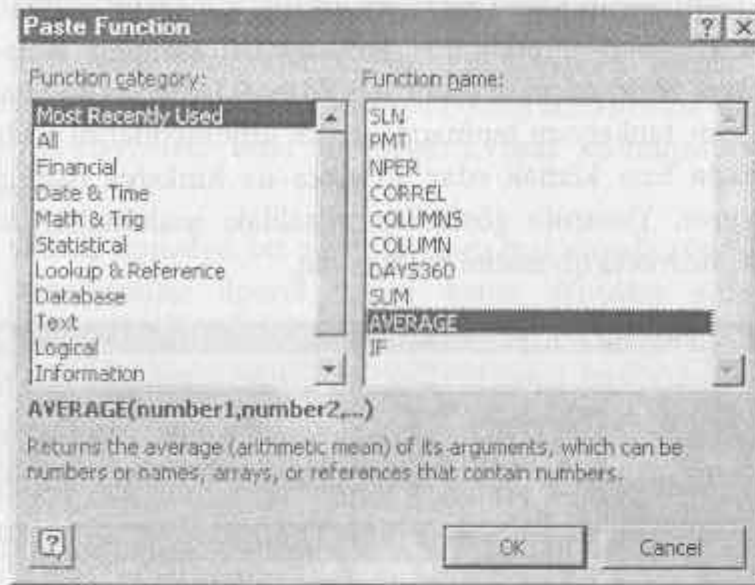 Paste Function
Function category:
Most Recently Used
All
Financial
Date & Time
Math & Trig
Statistical
Lookup & Reference
Database
Text
Logical
Information
Function name:
SLN
PMT
NPER
CORREL
COLUMNS
COLUMN
DAYS360
SUM
AVERAGE
IF
AVERAGE(number1,number2,...)
Returns the average (arithmetic mean) of its arguments, which can be
numbers or names, arrays, or references that contain numbers.
OK
Cancel